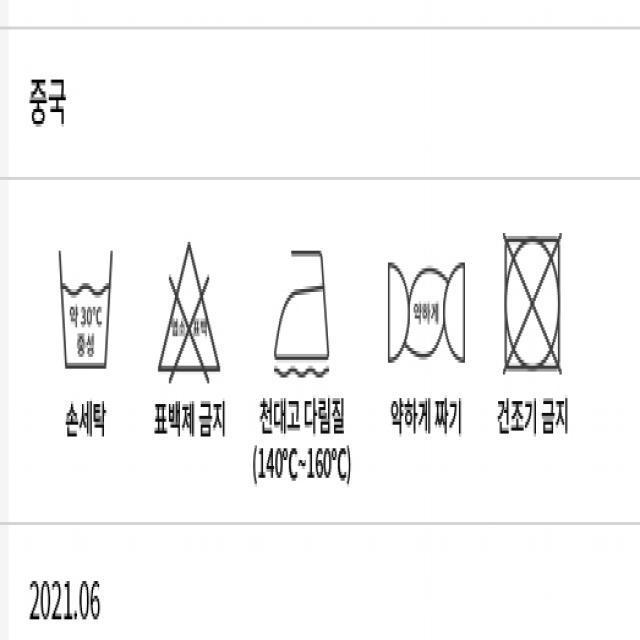 중국
약 30℃
중성
염소 표백
약하게
손세탁
표백제 금지
천대고 다림질
(140℃~160℃)
약하게 짜기
건조기 금지
2021.06